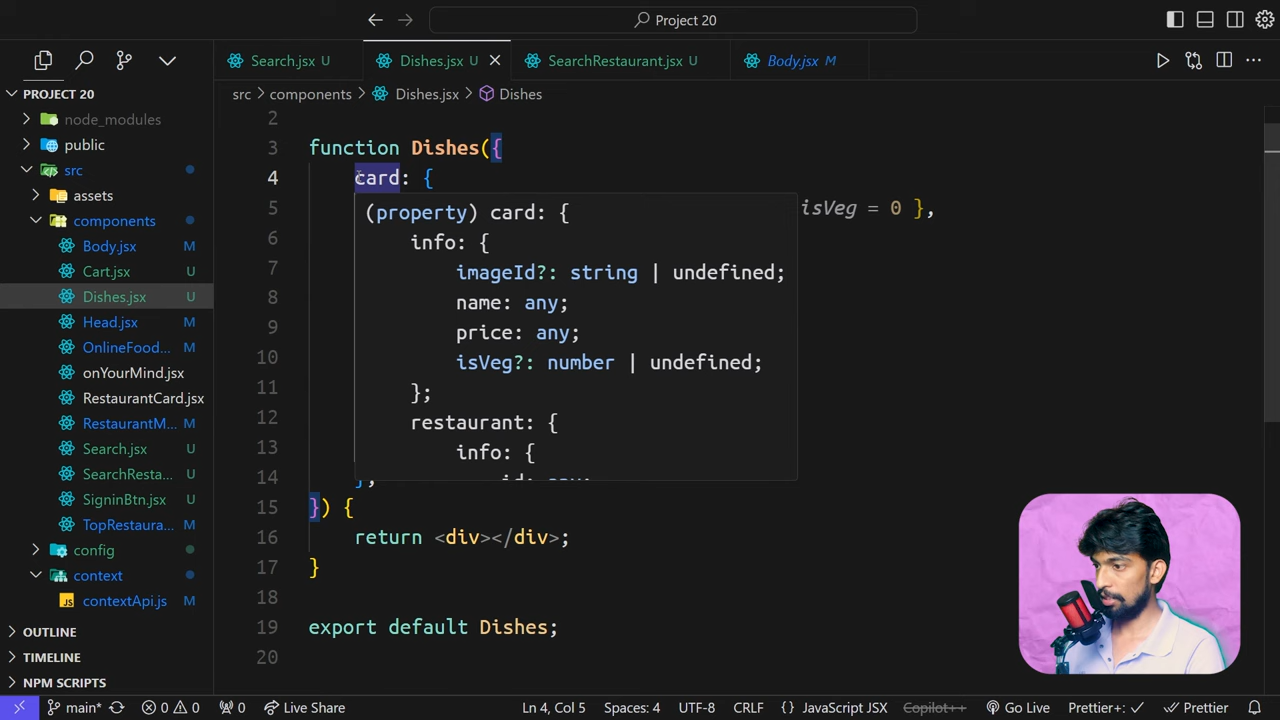 Project 20
Search.jsx U
Dishes.jsx U
SearchRestaurant.jsx U
Body.jsx M
src > components > Dishes.jsx > Dishes
PROJECT 20
node_modules
public
src
assets
components
Body.jsx M
Cart.jsx U
Dishes.jsx U
Head.jsx M
OnlineFood... M
onYourMind.jsx
RestaurantCard.jsx
RestaurantM... M
Search.jsx U
SearchResta... U
SigninBtn.jsx U
TopRestaura... M
config
context
contextApi.js M
OUTLINE
TIMELINE
NPM SCRIPTS
2
3 function Dishes({
4 card: {
5 isVeg = 0 },
6
7
8
9
10
11
12
13
14 },
15 }) {
16 return <div></div>;
17 }
18
19 export default Dishes;
20
(property) card: {
info: {
imageId?: string | undefined;
name: any;
price: any;
isVeg?: number | undefined;
};
restaurant: {
info: {
id: any;
main* 0 0 0 Live Share Ln 4, Col 5 Spaces: 4 UTF-8 CRLF {} JavaScript JSX Copilot++ Go Live Prettier+ Prettier